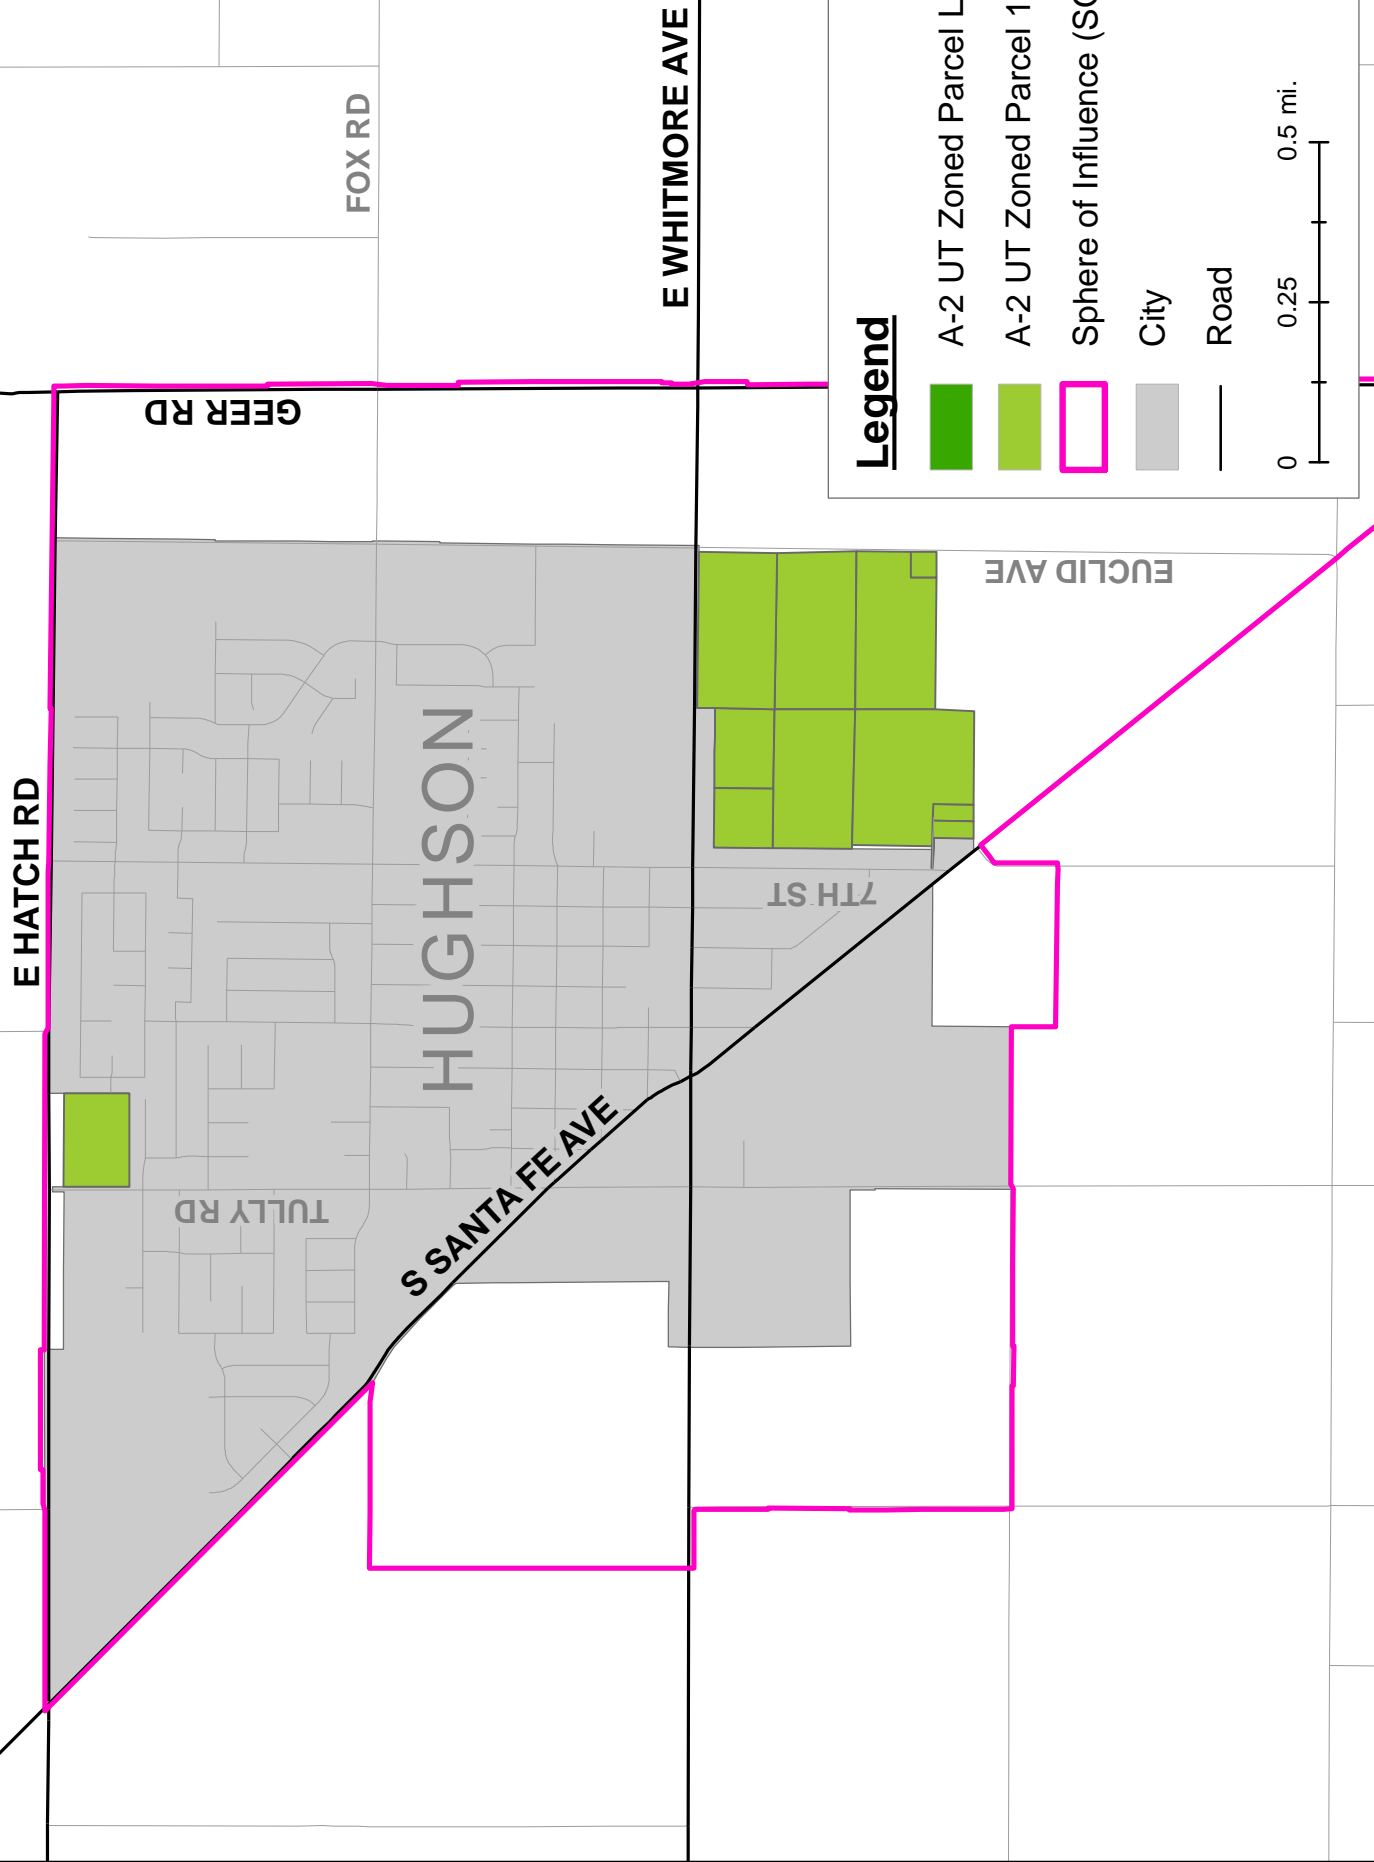 E HATCH RD
FOX RD
E WHITMORE AVE
GEER RD
HUGHSON
TULLY RD
S SANTA FE AVE
7TH ST
EUCLID AVE
Legend
A-2 UT Zoned Parcel L
A-2 UT Zoned Parcel 1
Sphere of Influence (SO
City
Road
0 0.25 0.5 mi.